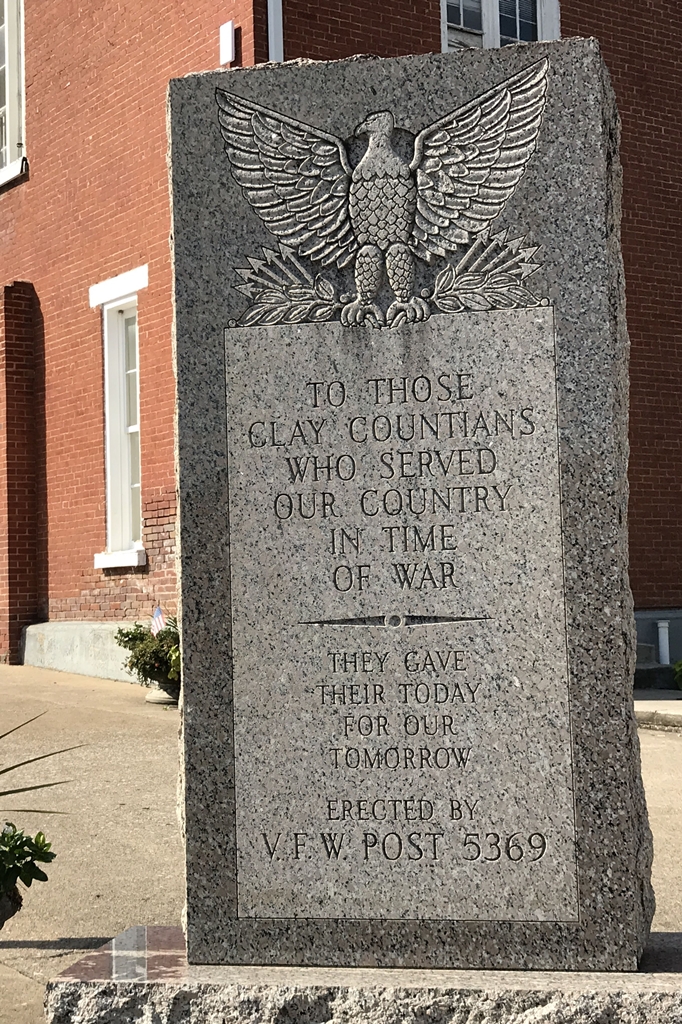 TO THOSE
CLAY COUNTIANS
WHO SERVED
OUR COUNTRY
IN TIME
OF WAR
THEY GAVE
THEIR TODAY
FOR OUR
TOMORROW
ERECTED BY
V.F.W. POST 5369